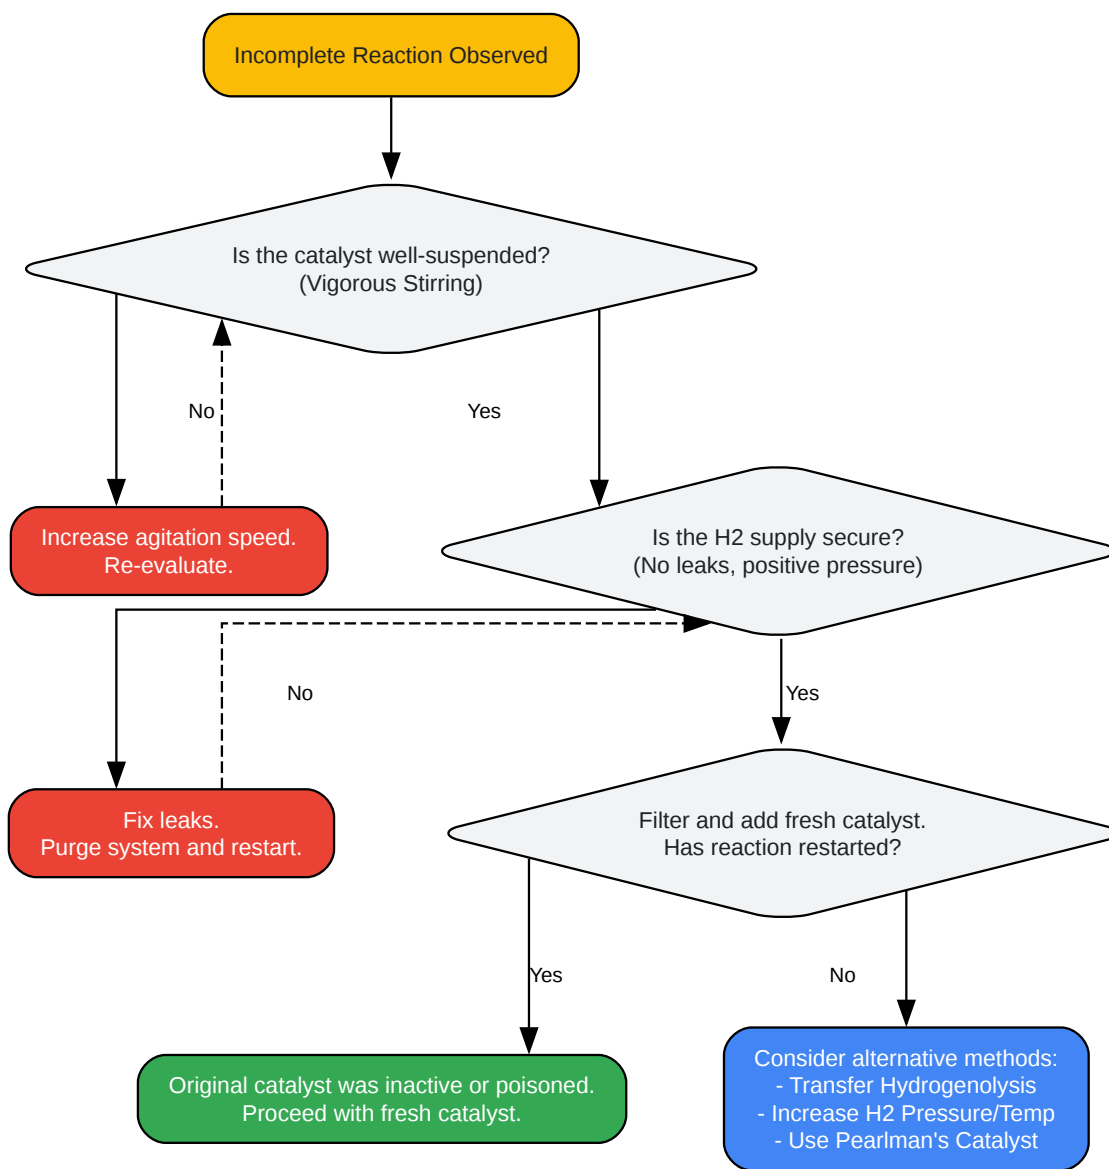 Incomplete Reaction Observed
Is the catalyst well-suspended?
(Vigorous Stirring)
No
Yes
Increase agitation speed.
Re-evaluate.
Is the H2 supply secure?
(No leaks, positive pressure)
No
Yes
Fix leaks.
Purge system and restart.
Filter and add fresh catalyst.
Has reaction restarted?
Yes
No
Original catalyst was inactive or poisoned.
Proceed with fresh catalyst.
Consider alternative methods:
- Transfer Hydrogenolysis
- Increase H2 Pressure/Temp
- Use Pearlman's Catalyst